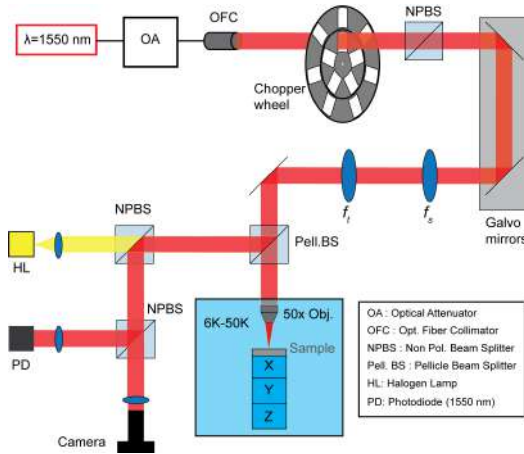 λ=1550 nm
OA
OFC
NPBS
Chopper
wheel
Galvo
mirrors
fₜ
fₛ
NPBS
Pell.BS
HL
NPBS
PD
Camera
6K-50K
50x Obj.
Sample
X
Y
Z
OA : Optical Attenuator
OFC : Opt. Fiber Collimator
NPBS : Non Pol. Beam Splitter
Pell. BS : Pellicle Beam Splitter
HL: Halogen Lamp
PD: Photodiode (1550 nm)